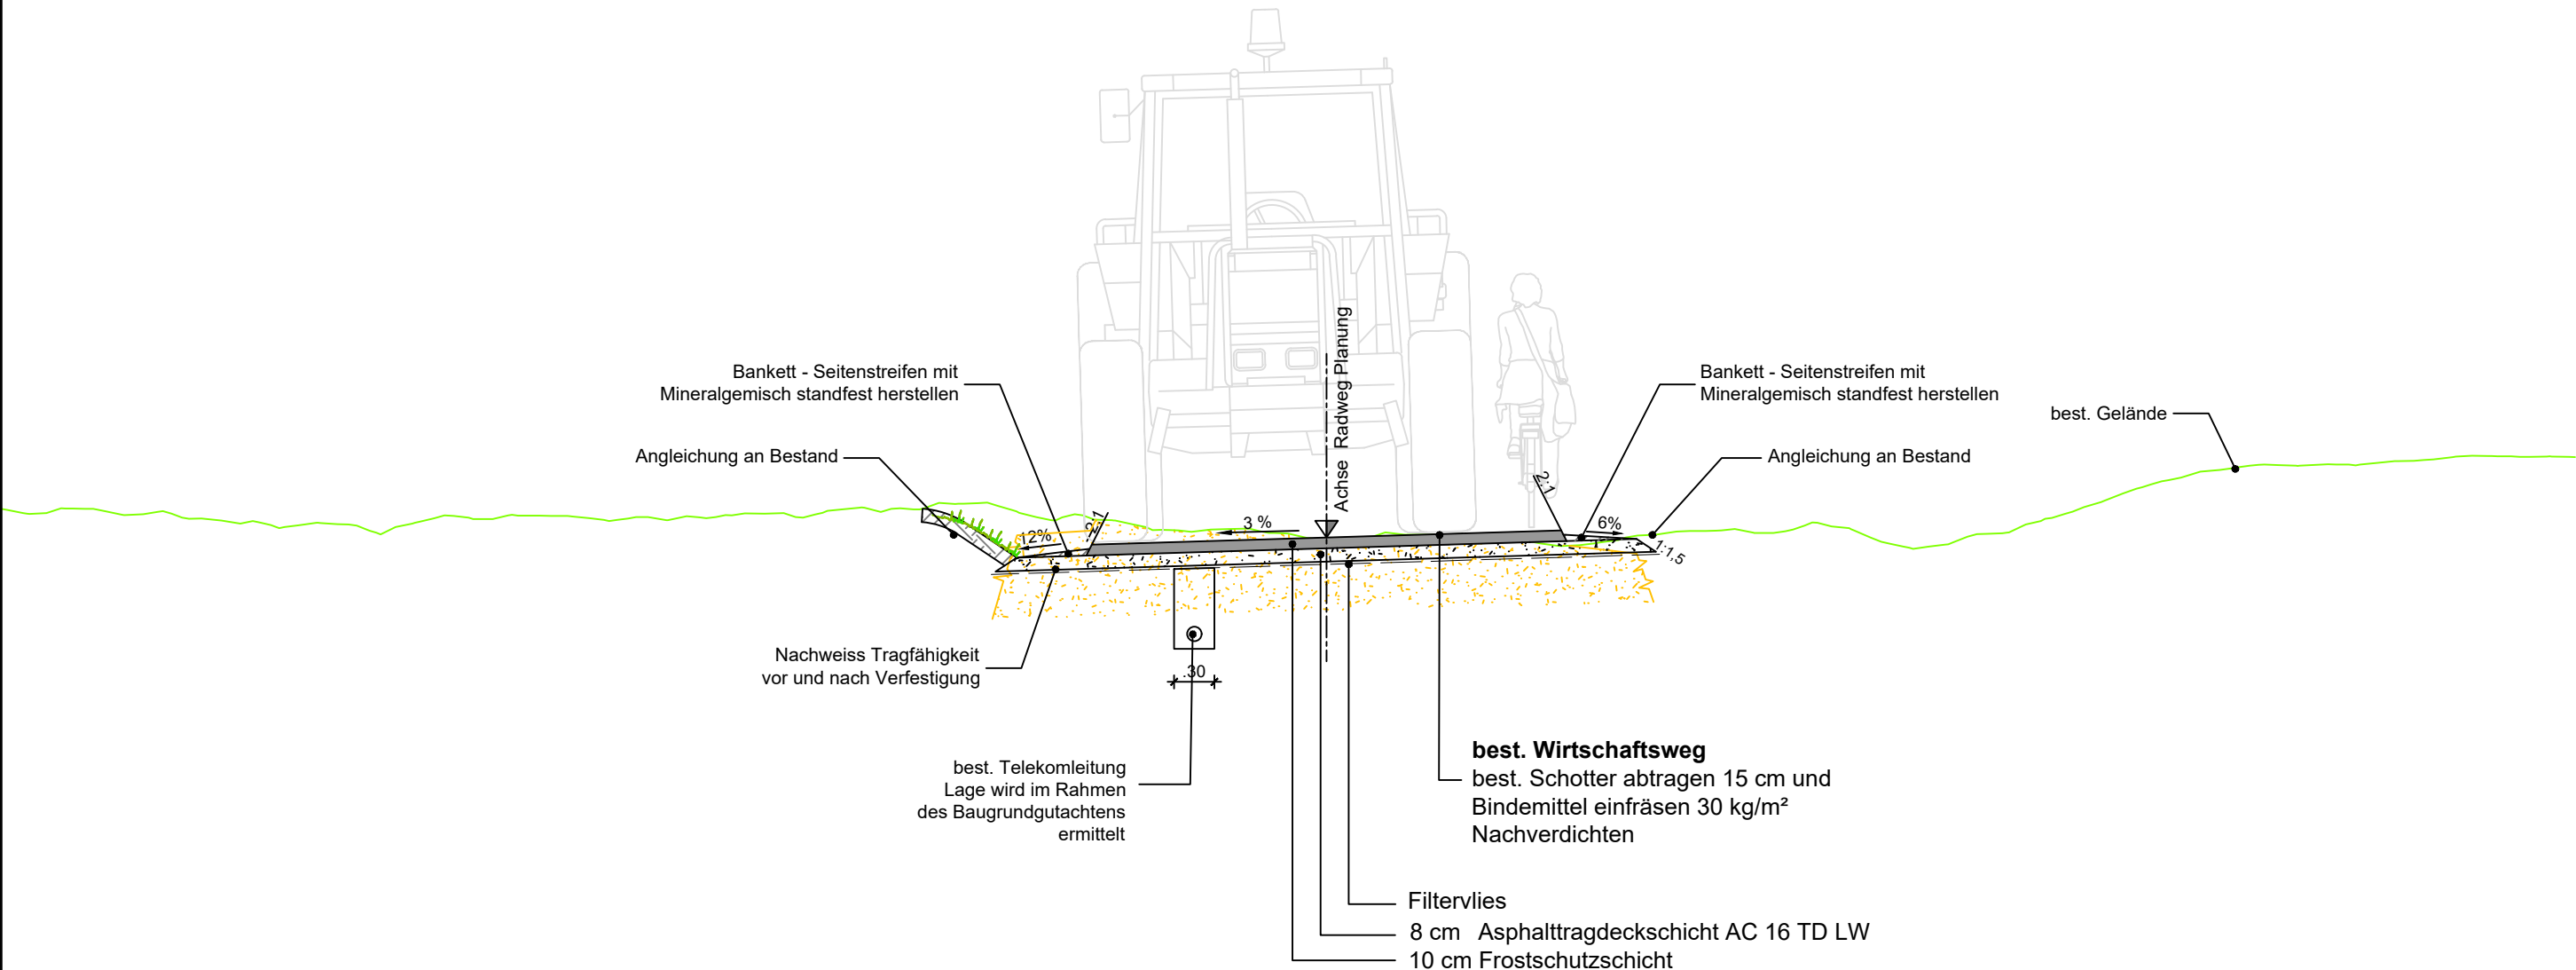 Achse Radweg Planung
Bankett - Seitenstreifen mit
Mineralgemisch standfest herstellen
Bankett - Seitenstreifen mit
Mineralgemisch standfest herstellen
best. Gelände
Angleichung an Bestand
Angleichung an Bestand
12%
2:1
3 %
2:1
6%
1:1,5
Nachweiss Tragfähigkeit
vor und nach Verfestigung
.30
best. Telekomleitung
Lage wird im Rahmen
des Baugrundgutachtens
ermittelt
best. Wirtschaftsweg
best. Schotter abtragen 15 cm und
Bindemittel einfräsen 30 kg/m²
Nachverdichten
Filtervlies
8 cm Asphalttragdeckschicht AC 16 TD LW
10 cm Frostschutzschicht